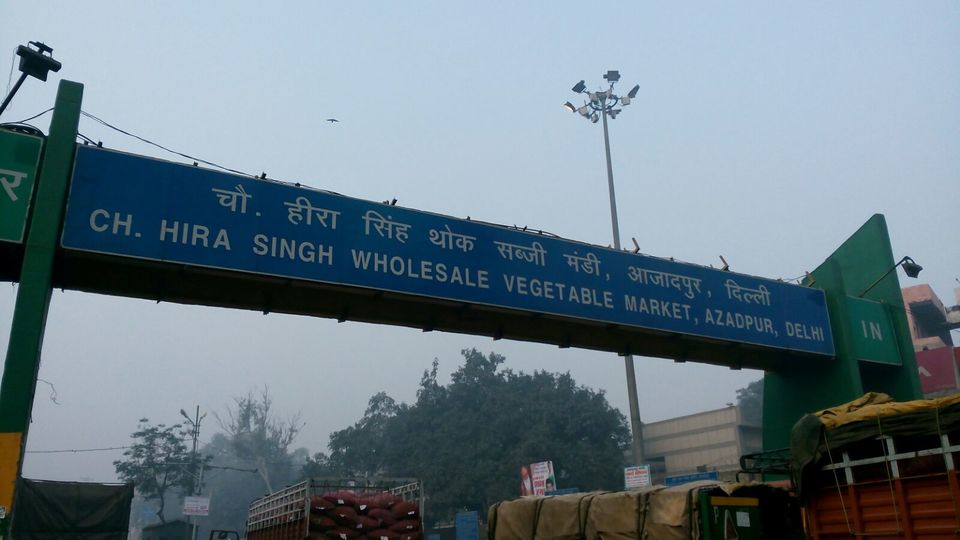 चौ. हीरा सिंह थोक सब्जी मंडी, आजादपुर, दिल्ली
CH. HIRA SINGH WHOLESALE VEGETABLE MARKET, AZADPUR, DELHI
IN